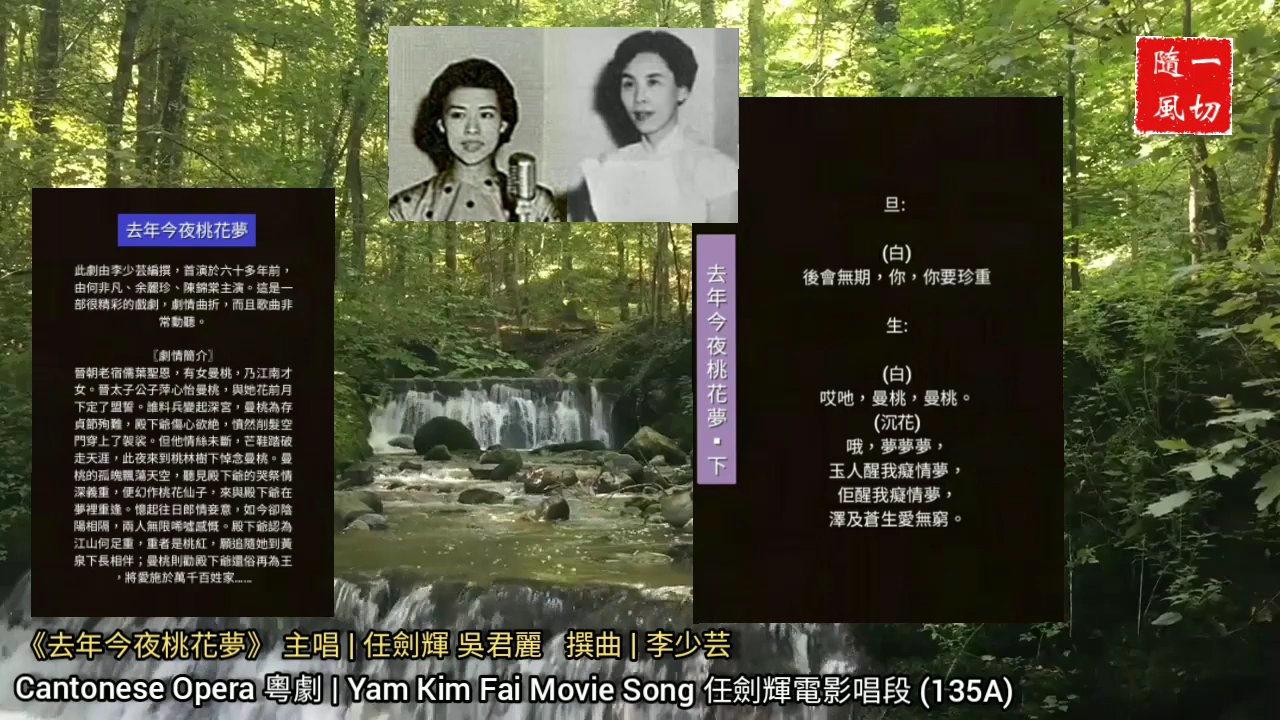 一切
隨風
去年今夜桃花夢
此劇由李少芸編撰，首演於六十多年前，
由何非凡、余麗珍、陳錦棠主演。這是一
部很精彩的戲劇，劇情曲折，而且歌曲非
常動聽。
〖劇情簡介〗
晉朝老宿儒葉聖恩，有女曼桃，乃江南才
女。晉太子公子萍心怡曼桃，與她花前月
下定了盟誓。誰料兵變起深宮，曼桃為存
貞節殉難，殿下爺傷心欲絕，憤然削髮空
門穿上了袈裟。但他情絲未斷，芒鞋踏破
走天涯，此夜來到桃林樹下悼念曼桃。曼
桃的孤魄飄蕩天空，聽見殿下爺的哭祭情
深義重，便幻作桃花仙子，來與殿下爺在
夢裡重逢。憶起往日郎情妾意，如今卻陰
陽相隔，兩人無限唏噓感慨。殿下爺認為
江山何足重，重者是桃紅，願追隨她到黃
泉下長相伴；曼桃則勸殿下爺還俗再為王
，將愛施於萬千百姓家......
去年今夜桃花夢▪下
旦:
(白)
後會無期，你，你要珍重
生:
(白)
哎吔，曼桃，曼桃。
(沉花)
哦，夢夢夢，
玉人醒我癡情夢，
佢醒我癡情夢，
澤及蒼生愛無窮。
《去年今夜桃花夢》 主唱 | 任劍輝 吳君麗 撰曲 | 李少芸
Cantonese Opera 粵劇 | Yam Kim Fai Movie Song 任劍輝電影唱段 (135A)